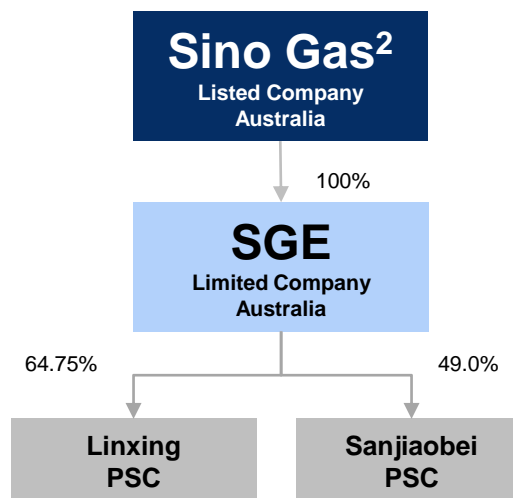 Sino Gas²
Listed Company
Australia
100%
SGE
Limited Company
Australia
64.75%
49.0%
Linxing
PSC
Sanjiaobei
PSC